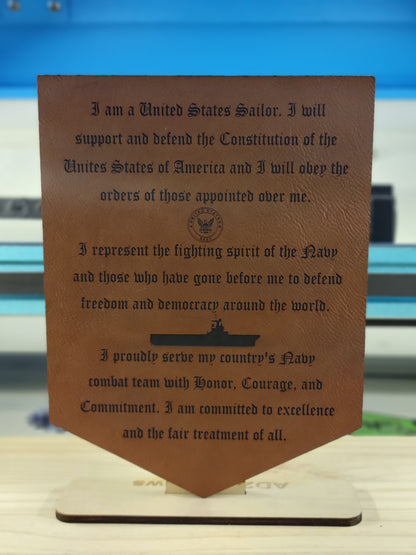 I am a United States Sailor. I will
support and defend the Constitution of the
Unites States of America and I will obey the
orders of those appointed over me.
I represent the fighting spirit of the Navy
and those who have gone before me to defend
freedom and democracy around the world.
I proudly serve my country's Navy
combat team with Honor, Courage, and
Commitment. I am committed to excellence
and the fair treatment of all.